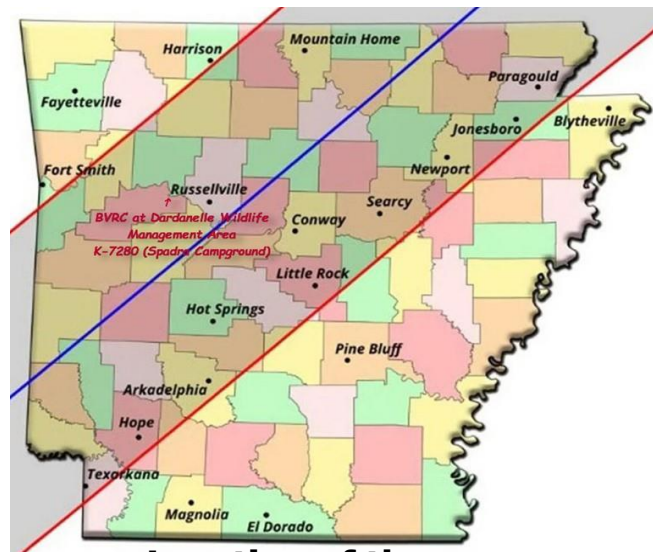 Harrison
Mountain Home
Paragould
Fayetteville
Jonesboro
Blytheville
Newport
Fort Smith
Russellville
Searcy
↑
BVRC at Dardanelle Wildlife
Management Area
K-7280 (Spadra Campground)
Conway
Little Rock
Hot Springs
Pine Bluff
Arkadelphia
Hope
Texarkana
Magnolia
El Dorado